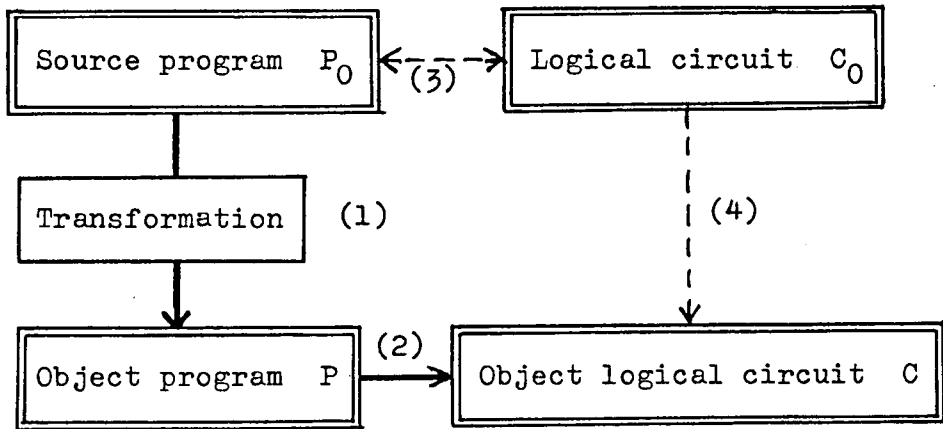 Source program P₀
(3)
Logical circuit C₀
Transformation
(1)
(4)
Object program P
(2)
Object logical circuit C